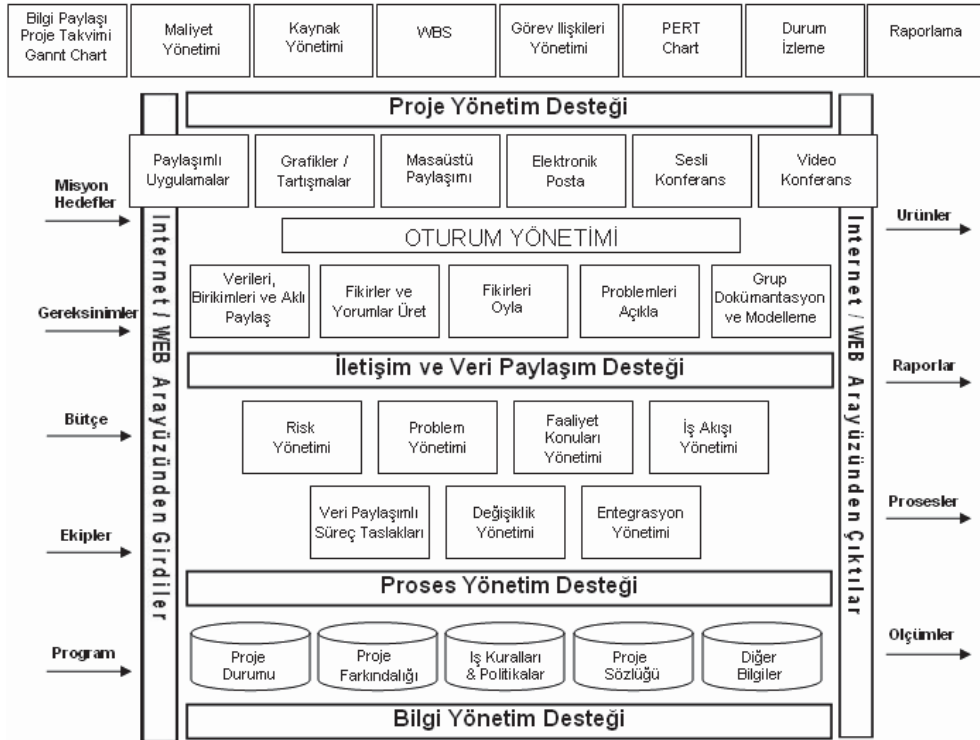 Bilgi Paylaşı
Proje Takvimi
Gannt Chart
Maliyet
Yönetimi
Kaynak
Yönetimi
WBS
Görev Ilişkileri
Yönetimi
PERT
Chart
Durum
İzleme
Raporlama
Proje Yönetim Desteği
Paylaşımlı
Uygulamalar
Grafikler /
Tartışmalar
Masaüstü
Paylaşımı
Elektronik
Posta
Sesli
Konferans
Video
Konferans
Misyon
Hedefler
Gereksinimler
Bütçe
Ekipler
Program
Internet / WEB Arayüzünden Girdiler
OTURUM YÖNETİMİ
Verileri,
Birikimleri ve Aklı
Paylaş
Fikirler ve
Yorumlar Üret
Fikirleri
Oyla
Problemleri
Açıkla
Grup
Dokümantasyon
ve Modelleme
İletişim ve Veri Paylaşım Desteği
Risk
Yönetimi
Problem
Yönetimi
Faaliyet
Konuları
Yönetimi
İş Akışı
Yönetimi
Veri Paylaşımlı
Süreç Taslakları
Değişiklik
Yönetimi
Entegrasyon
Yönetimi
Proses Yönetim Desteği
Proje
Durumu
Proje
Farkındalığı
Iş Kuralları
& Politikalar
Proje
Sözlüğü
Diğer
Bilgiler
Bilgi Yönetim Desteği
Internet / WEB Arayüzünden Çıktılar
Urünler
Raporlar
Prosesler
Olçümler